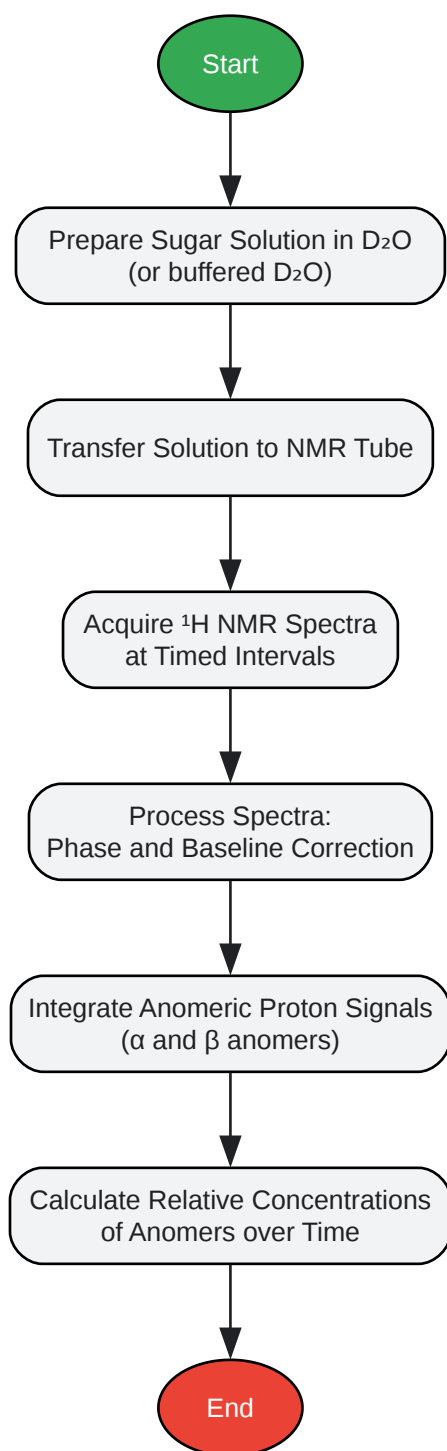 Start
Prepare Sugar Solution in D₂O
(or buffered D₂O)
Transfer Solution to NMR Tube
Acquire ¹H NMR Spectra
at Timed Intervals
Process Spectra:
Phase and Baseline Correction
Integrate Anomeric Proton Signals
(α and β anomers)
Calculate Relative Concentrations
of Anomers over Time
End